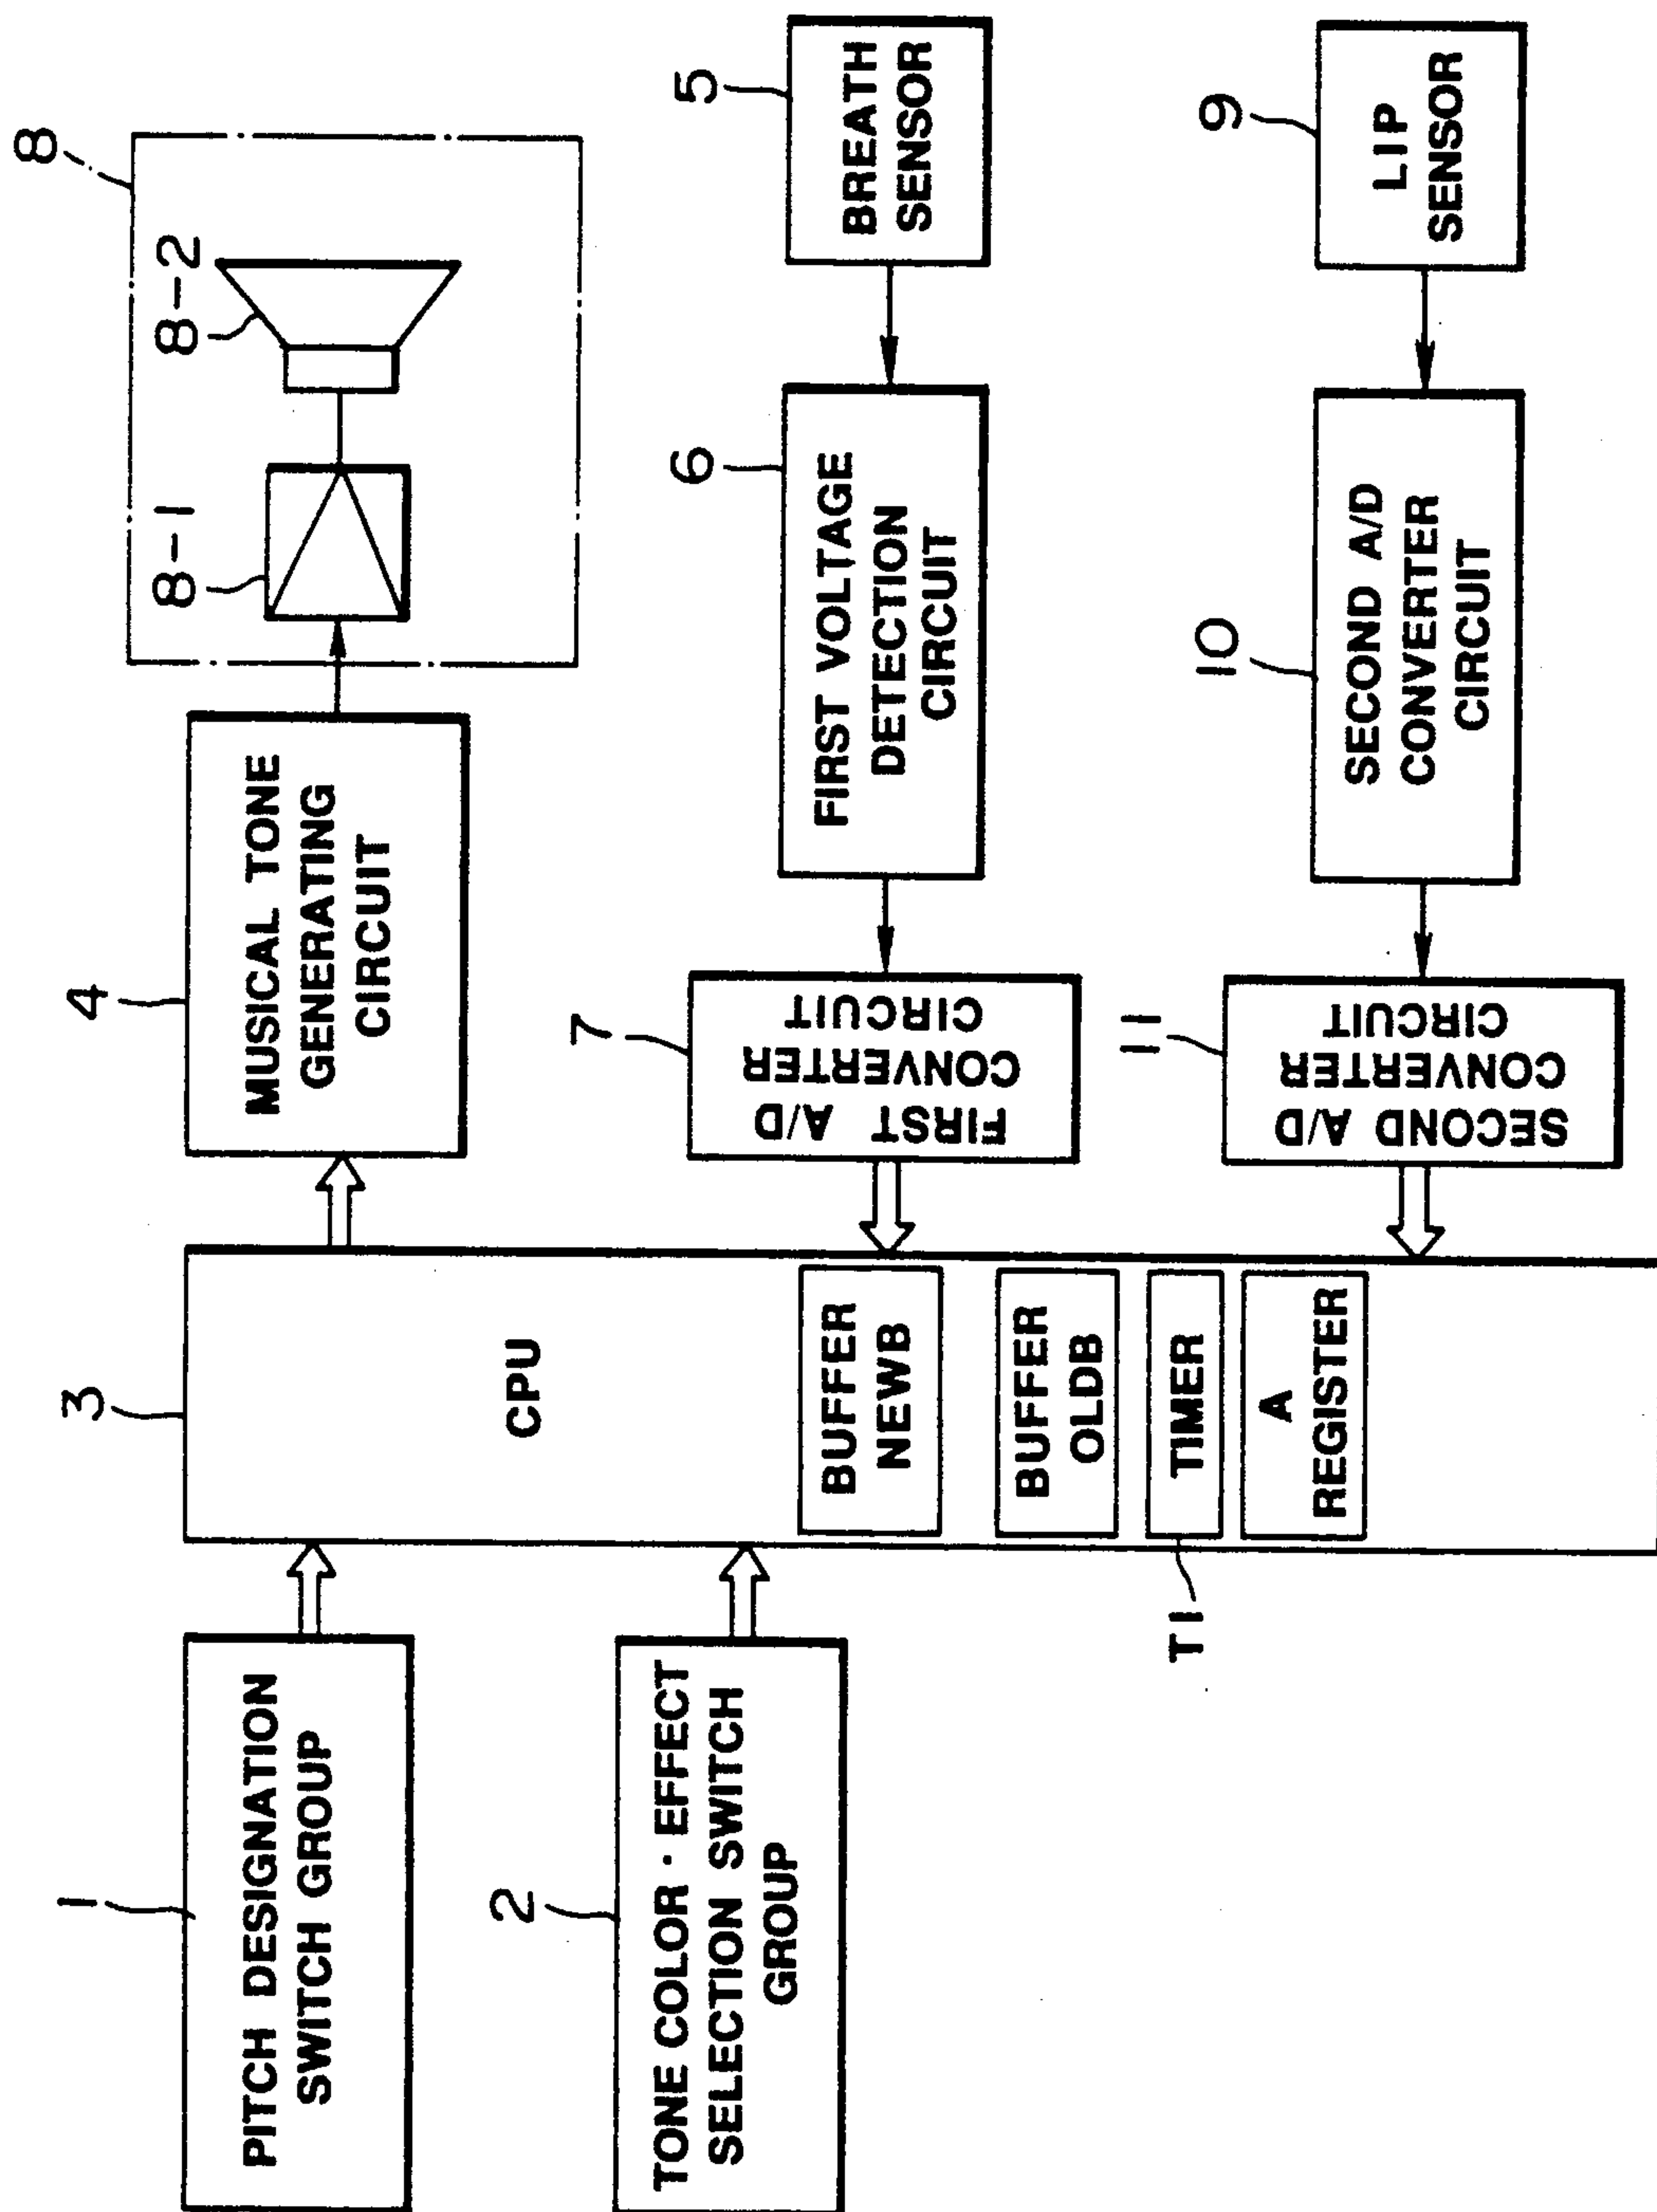 1
PITCH DESIGNATION
SWITCH GROUP
2
TONE COLOR · EFFECT
SELECTION SWITCH
GROUP
3
CPU
BUFFER
NEWB
BUFFER
OLDB
T1
TIMER
A
REGISTER
4
MUSICAL TONE
GENERATING
CIRCUIT
8
8-1
8-2
7
FIRST A/D
CONVERTER
CIRCUIT
6
FIRST VOLTAGE
DETECTION
CIRCUIT
5
BREATH
SENSOR
11
SECOND A/D
CONVERTER
CIRCUIT
10
SECOND A/D
CONVERTER
CIRCUIT
9
LIP
SENSOR